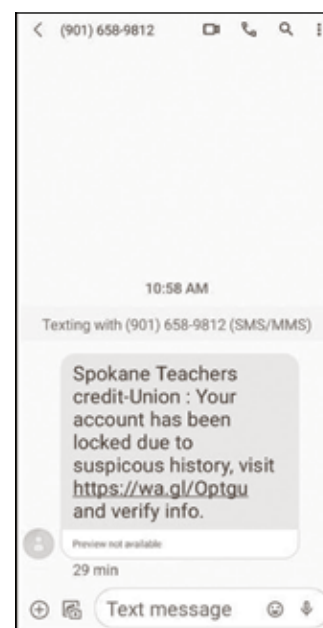 (901) 658-9812
10:58 AM
Texting with (901) 658-9812 (SMS/MMS)
Spokane Teachers
credit-Union : Your
account has been
locked due to
suspicous history, visit
https://wa.gl/Optgu
and verify info.
Preview not available
29 min
Text message